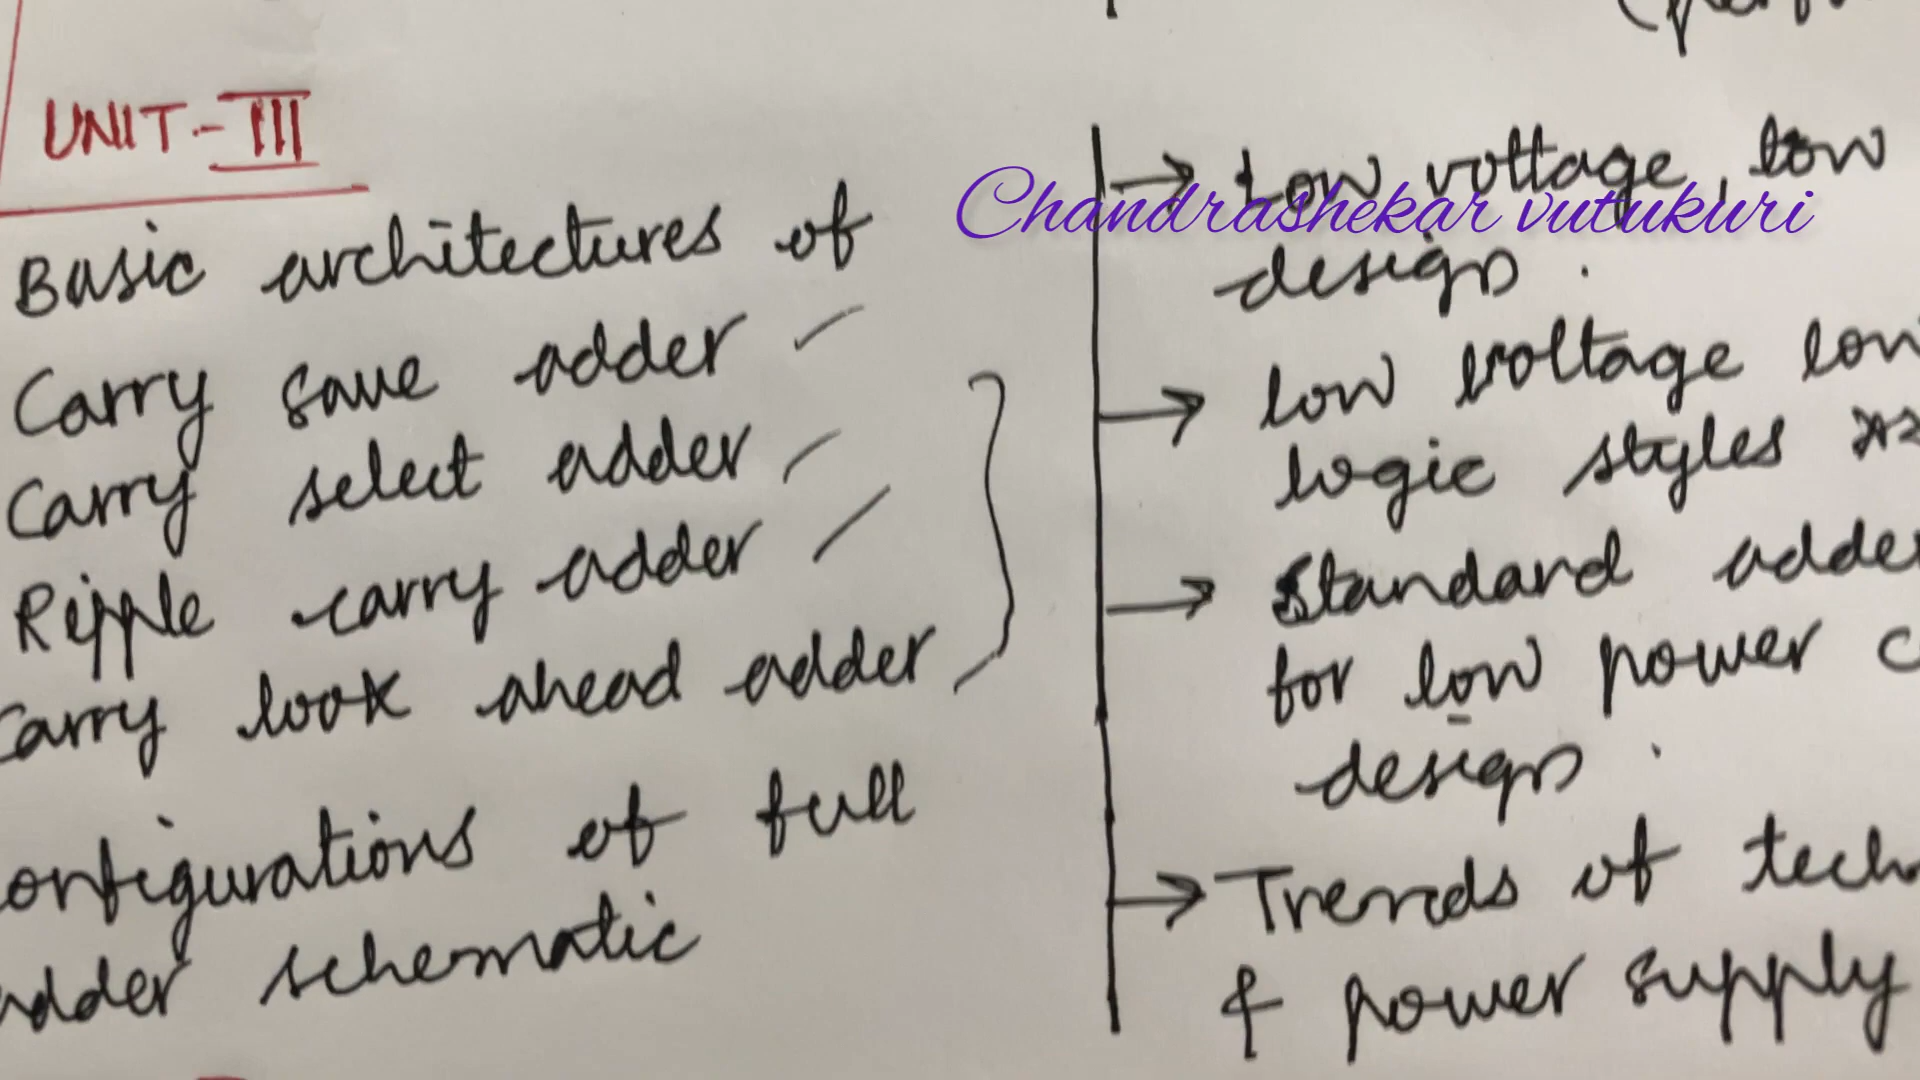 UNIT-III
Basic architectures of
Carry save adder
Carry select adder
Ripple carry adder
Carry look ahead adder
onfigurations of full
adder schematic
→ Low voltage, low
design.
→ low voltage low
logic styles
→ Standard adder
for low power c
design.
→ Trends of tech
& power supply
Chandrashekar vutukuri